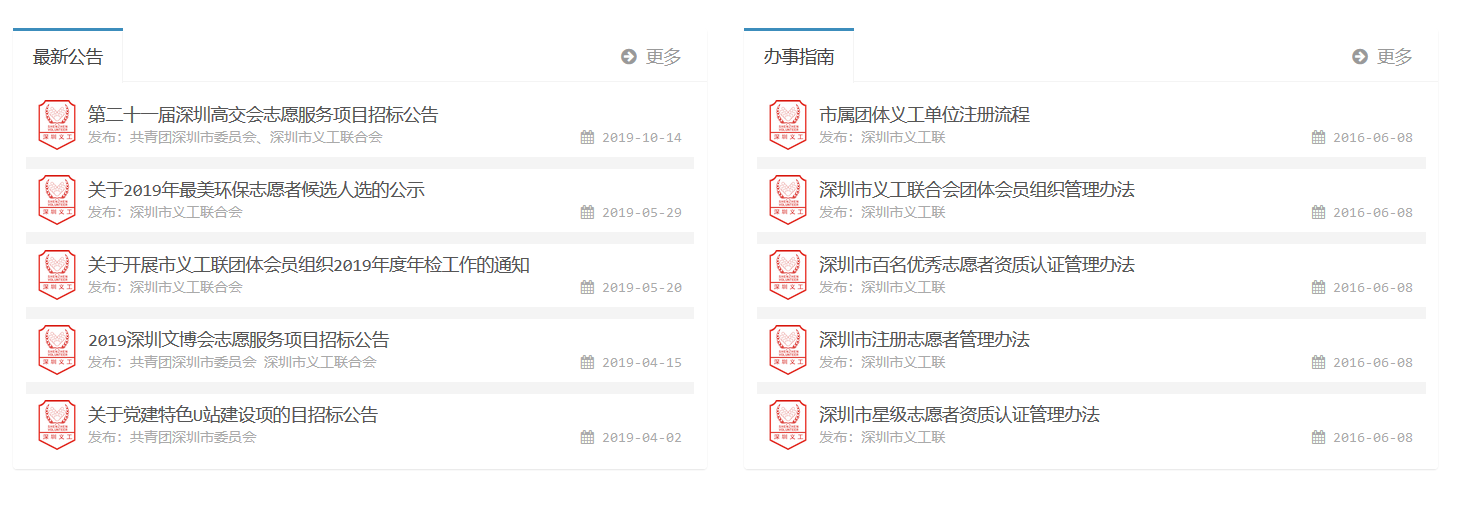 最新公告
更多
第二十一届深圳高交会志愿服务项目招标公告
发布: 共青团深圳市委员会、深圳市义工联合会
2019-10-14
关于2019年最美环保志愿者候选人选的公示
发布: 深圳市义工联合会
2019-05-29
关于开展市义工联团体会员组织2019年度年检工作的通知
发布: 深圳市义工联合会
2019-05-20
2019深圳文博会志愿服务项目招标公告
发布: 共青团深圳市委员会 深圳市义工联合会
2019-04-15
关于党建特色U站建设项的目招标公告
发布: 共青团深圳市委员会
2019-04-02
办事指南
更多
市属团体义工单位注册流程
发布: 深圳市义工联
2016-06-08
深圳市义工联合会团体会员组织管理办法
发布: 深圳市义工联
2016-06-08
深圳市百名优秀志愿者资质认证管理办法
发布: 深圳市义工联
2016-06-08
深圳市注册志愿者管理办法
发布: 深圳市义工联
2016-06-08
深圳市星级志愿者资质认证管理办法
发布: 深圳市义工联
2016-06-08